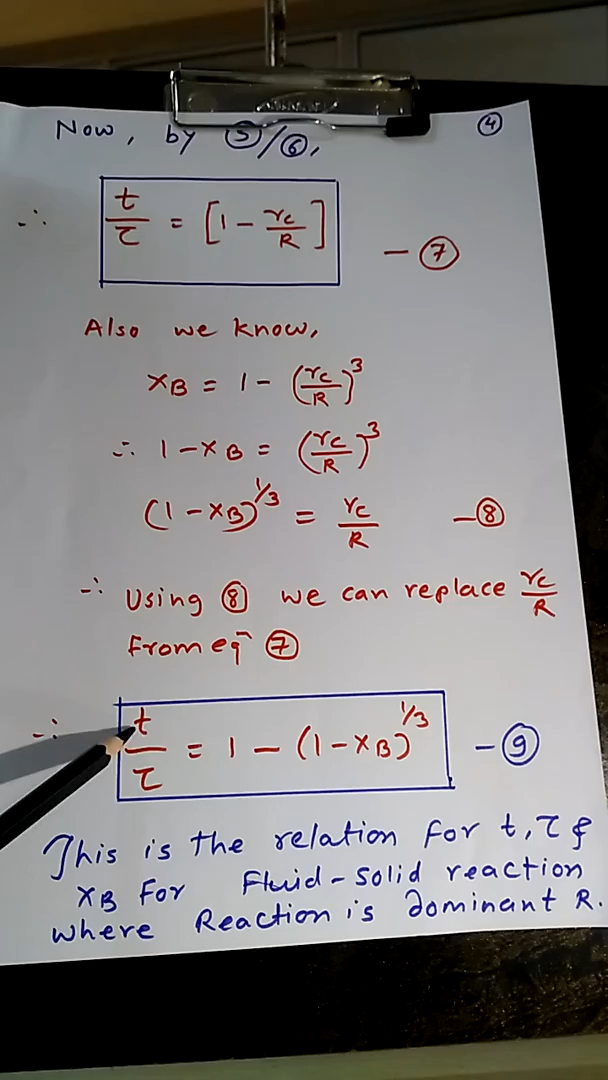 ④
Now, by ⑤/⑥,
∴ t/τ = [1 - rc/R] - ⑦
Also we know,
XB = 1 - (rc/R)³
∴ 1 - XB = (rc/R)³
(1 - XB)^1/3 = rc/R - ⑧
∴ Using ⑧ we can replace rc/R
From eqⁿ ⑦
∴ t/τ = 1 - (1 - XB)^1/3 - ⑨
This is the relation for t, τ &
XB For Fluid-solid reaction
where Reaction is dominant R.